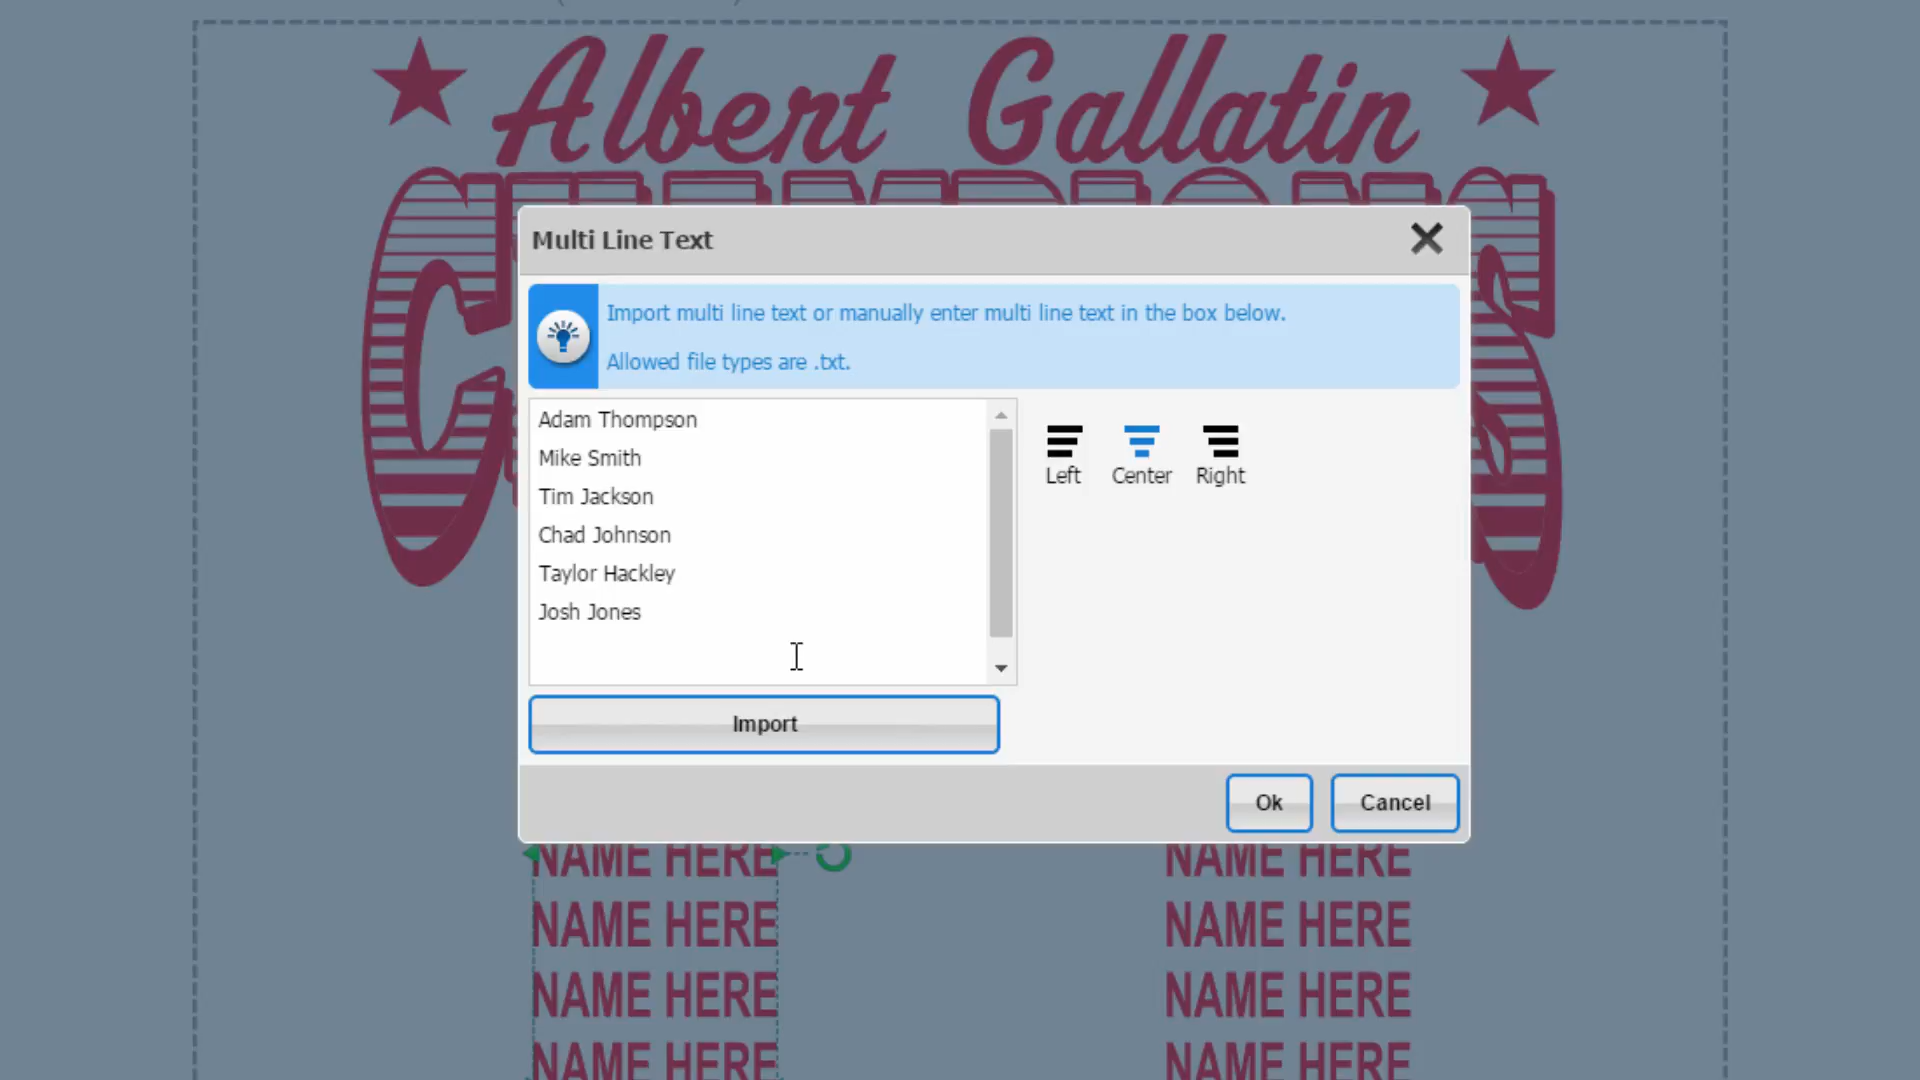 Albert Gallatin
Multi Line Text
Import multi line text or manually enter multi line text in the box below.
Allowed file types are .txt.
Adam Thompson
Mike Smith
Tim Jackson
Chad Johnson
Taylor Hackley
Josh Jones
Left Center Right
Import
Ok Cancel
NAME HERE NAME HERE
NAME HERE NAME HERE
NAME HERE NAME HERE
NAME HERE NAME HERE